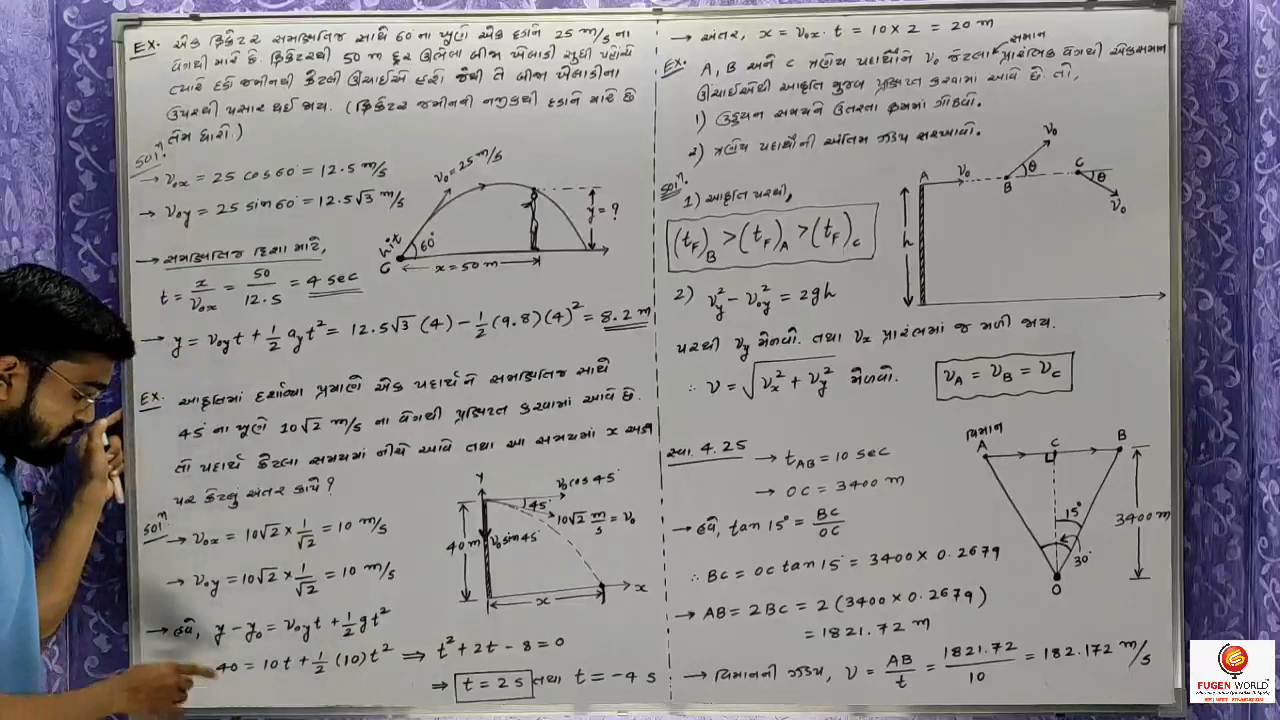 Ex. એક ક્રિકેટર સમક્ષિતિજ સાથે 60° ના ખુણે એક દડાને 25 m/s ના
વેગથી મારે છે. ક્રિકેટરથી 50 m દૂર ઊભેલા બીજા ખેલાડી સુધી પહોંચે
ત્યારે દડો જમીનથી કેટલી ઊંચાઈએ હશે? જેથી તે બીજા ખેલાડીના
ઉપરથી પસાર થઈ જાય. (ક્રિકેટર જમીનની નજીકથી દડાને મારે છે
તેમ ધારો.)
Solⁿ.
→ v₀ₓ = 25 cos 60° = 12.5 m/s
→ v₀y = 25 sin 60° = 12.5√3 m/s
→ સમક્ષિતિજ દિશા માટે,
t = x/v₀ₓ = 50/12.5 = 4 sec
v₀ = 25 m/s
60°
x = 50 m
y = ?
→ y = v₀y t + 1/2 ay t² = 12.5√3 (4) − 1/2 (9.8) (4)² = 8.2 m
Ex. આકૃતિમાં દર્શાવ્યા પ્રમાણે એક પદાર્થને સમક્ષિતિજ સાથે
45° ના ખુણે 10√2 m/s ના વેગથી પ્રક્ષિપ્ત કરવામાં આવે છે.
તો પદાર્થ કેટલા સમયમાં નીચે આવે તથા આ સમયમાં x અક્ષ
પર કેટલું અંતર કાપે?
Solⁿ
→ v₀ₓ = 10√2 × 1/√2 = 10 m/s
→ v₀y = 10√2 × 1/√2 = 10 m/s
→ હવે, y − y₀ = v₀y t + 1/2 g t²
40 = 10t + 1/2 (10) t² ⇒ t² + 2t − 8 = 0
⇒ t = 2 s તથા t = −4 s
Y
v₀ cos 45°
45°
10√2 m/s = v₀
v₀ sin 45°
40 m
x
x
→ અંતર, x = v₀ₓ · t = 10 × 2 = 20 m
સમાન
Ex. A, B અને C ત્રણેય પદાર્થોને v₀ જેટલા પ્રારંભિક વેગથી એકસમાન
ઊંચાઈએથી આકૃતિ મુજબ પ્રક્ષિપ્ત કરવામાં આવે છે. તો,
1) ઉડ્ડયન સમયને ઉતરતા ક્રમમાં ગોઠવો.
2) ત્રણેય પદાર્થોની અંતિમ ઝડપ સરખાવો.
Solⁿ.
1) આકૃતિ પરથી,
(tF)B > (tF)A > (tF)C
A v₀
B θ v₀
C θ v₀
h
2) vy² − v₀y² = 2gh
પરથી vy મેળવો. તથા vₓ પ્રારંભમાં જ મળી જાય.
∴ v = √(vₓ² + vy²) મેળવો.
vA = vB = vC
સ્વા. 4.25
→ tAB = 10 sec
→ OC = 3400 m
→ હવે, tan 15° = BC/OC
∴ BC = OC tan 15° = 3400 × 0.2679
→ AB = 2 BC = 2 (3400 × 0.2679)
= 1821.72 m
→ વિમાનની ઝડપ, v = AB/t = 1821.72/10 = 182.172 m/s
વિમાન
A
C
B
15°
30°
3400 m
O
FUGEN WORLD